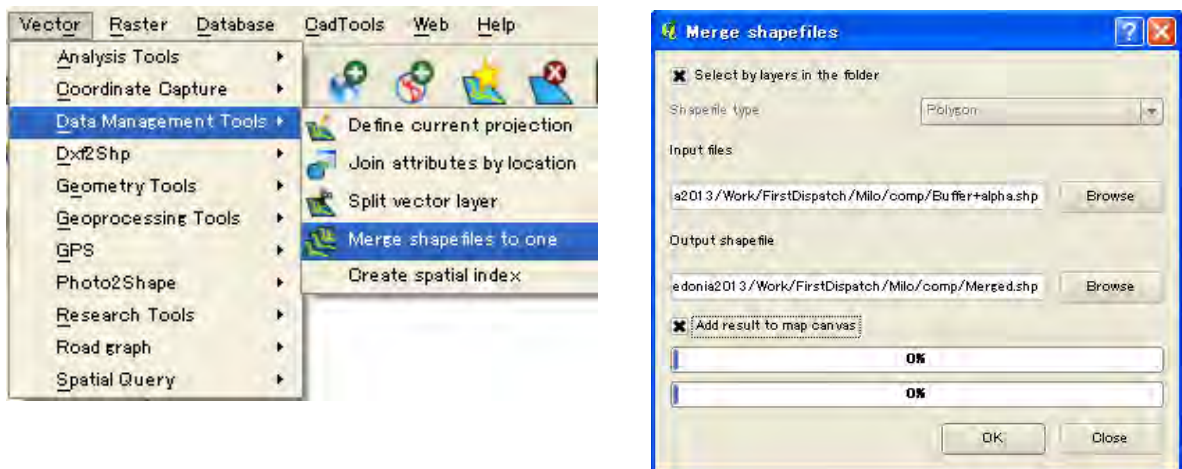 Vector Raster Database CadTools Web Help
Analysis Tools
Coordinate Capture
Data Management Tools
Dxf2Shp
Geometry Tools
Geoprocessing Tools
GPS
Photo2Shape
Research Tools
Road graph
Spatial Query
Define current projection
Join attributes by location
Split vector layer
Merge shapefiles to one
Create spatial index
Merge shapefiles
Select by layers in the folder
Shapefile type Polygon
Input files
a2013/Work/FirstDispatch/Milo/comp/Buffer+alpha.shp Browse
Output shapefile
edonia2013/Work/FirstDispatch/Milo/comp/Merged.shp Browse
Add result to map canvas
0%
0%
OK Close